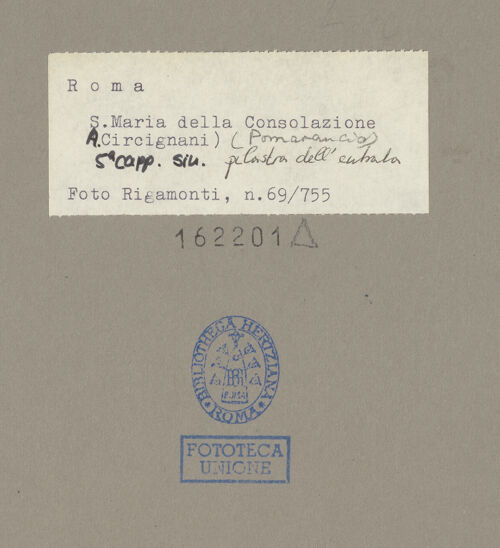 Roma
S.Maria della Consolazione
A.Circignani) (Pomarancio)
5ª capp. sin. pilastro dell'entrata
Foto Rigamonti, n.69/755
162201
BIBLIOTHECA HERTZIANA
ROMA
FOTOTECA
UNIONE